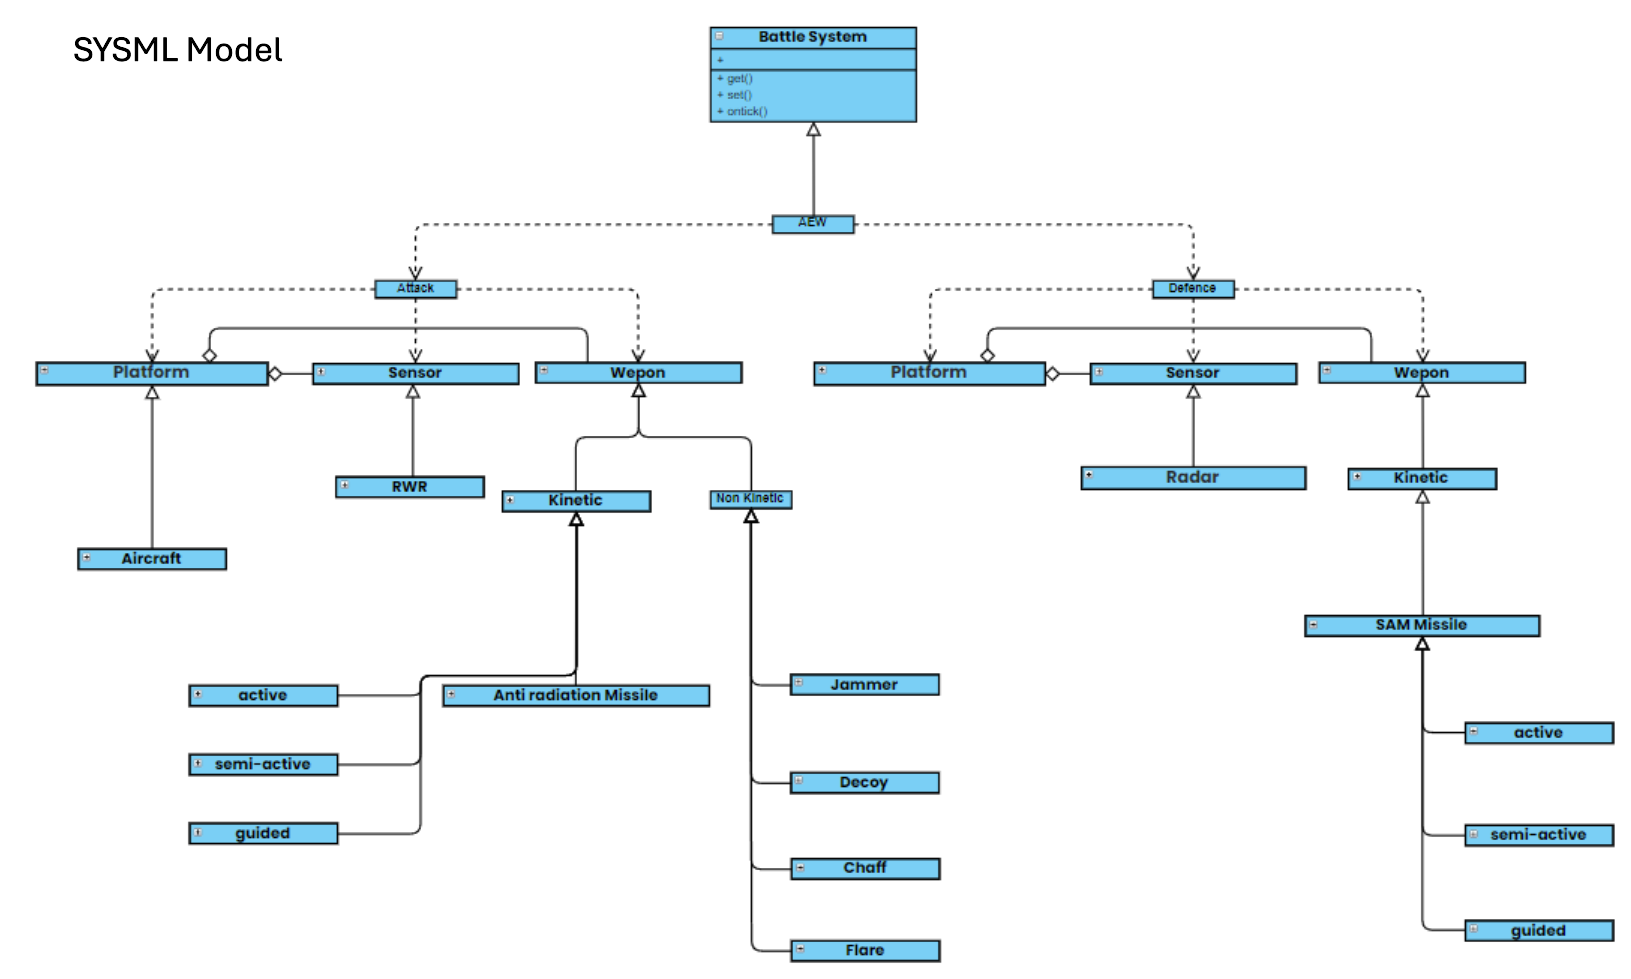 SYSML Model
Battle System
+
+ get()
+ set()
+ ontick()
AEW
Attack
Defence
Platform
Sensor
Wepon
Platform
Sensor
Wepon
RWR
Kinetic
Non Kinetic
Radar
Kinetic
Aircraft
SAM Missile
active
Anti radiation Missile
Jammer
active
semi-active
Decoy
guided
semi-active
Chaff
guided
Flare